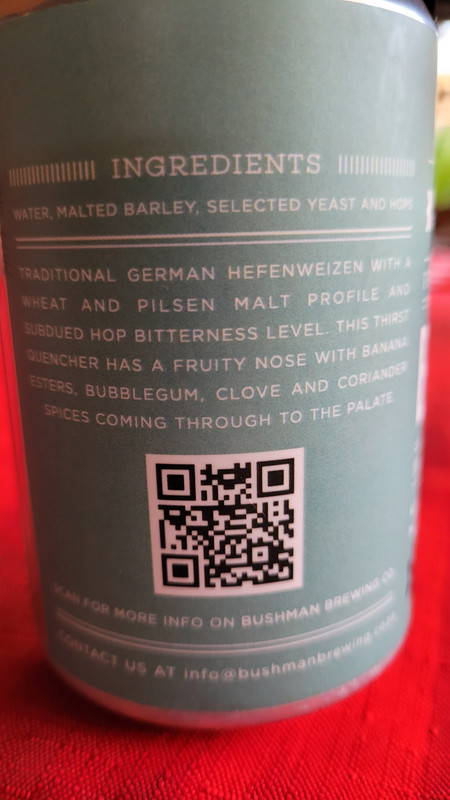 INGREDIENTS
WATER, MALTED BARLEY, SELECTED YEAST AND HOPS
TRADITIONAL GERMAN HEFENWEIZEN WITH A
WHEAT AND PILSEN MALT PROFILE AND
SUBDUED HOP BITTERNESS LEVEL. THIS THIRST
QUENCHER HAS A FRUITY NOSE WITH BANANA
ESTERS, BUBBLEGUM, CLOVE AND CORIANDER
SPICES COMING THROUGH TO THE PALATE.
SCAN FOR MORE INFO ON BUSHMAN BREWING CO.
CONTACT US AT info@bushmanbrewing.com